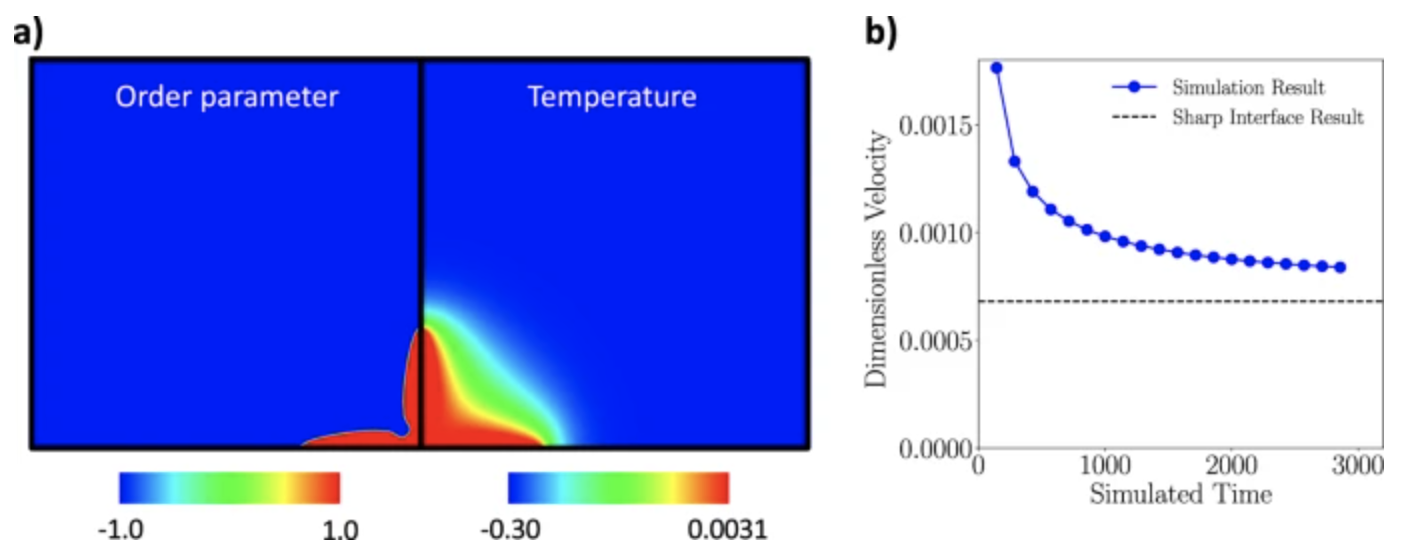 a)
Order parameter
Temperature
-1.0
1.0
-0.30
0.0031
b)
Simulation Result
Sharp Interface Result
Dimensionless Velocity
0.0015
0.0010
0.0005
0.0000
0
1000
2000
3000
Simulated Time